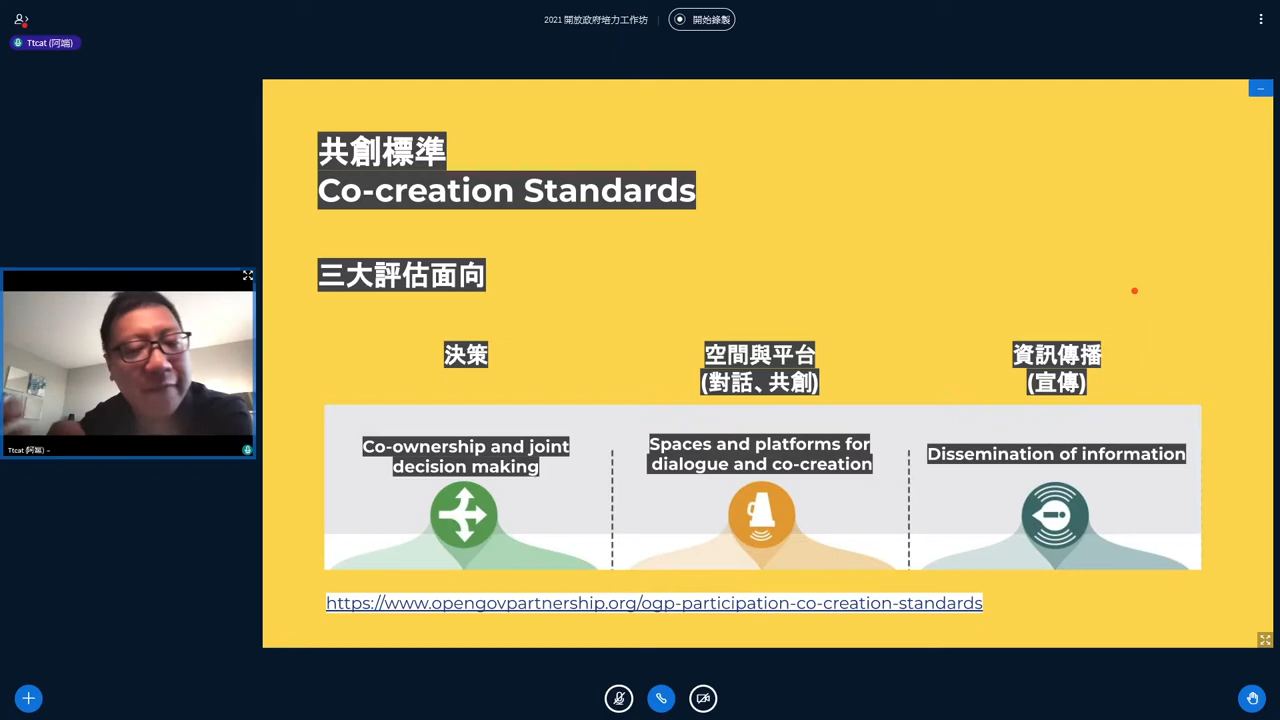 2021 開放政府培力工作坊
開始錄製
Ttcat (阿端)
共創標準
Co-creation Standards
三大評估面向
決策
空間與平台
(對話、共創)
資訊傳播
(宣傳)
Co-ownership and joint
decision making
Spaces and platforms for
dialogue and co-creation
Dissemination of information
https://www.opengovpartnership.org/ogp-participation-co-creation-standards
Ttcat (阿端)